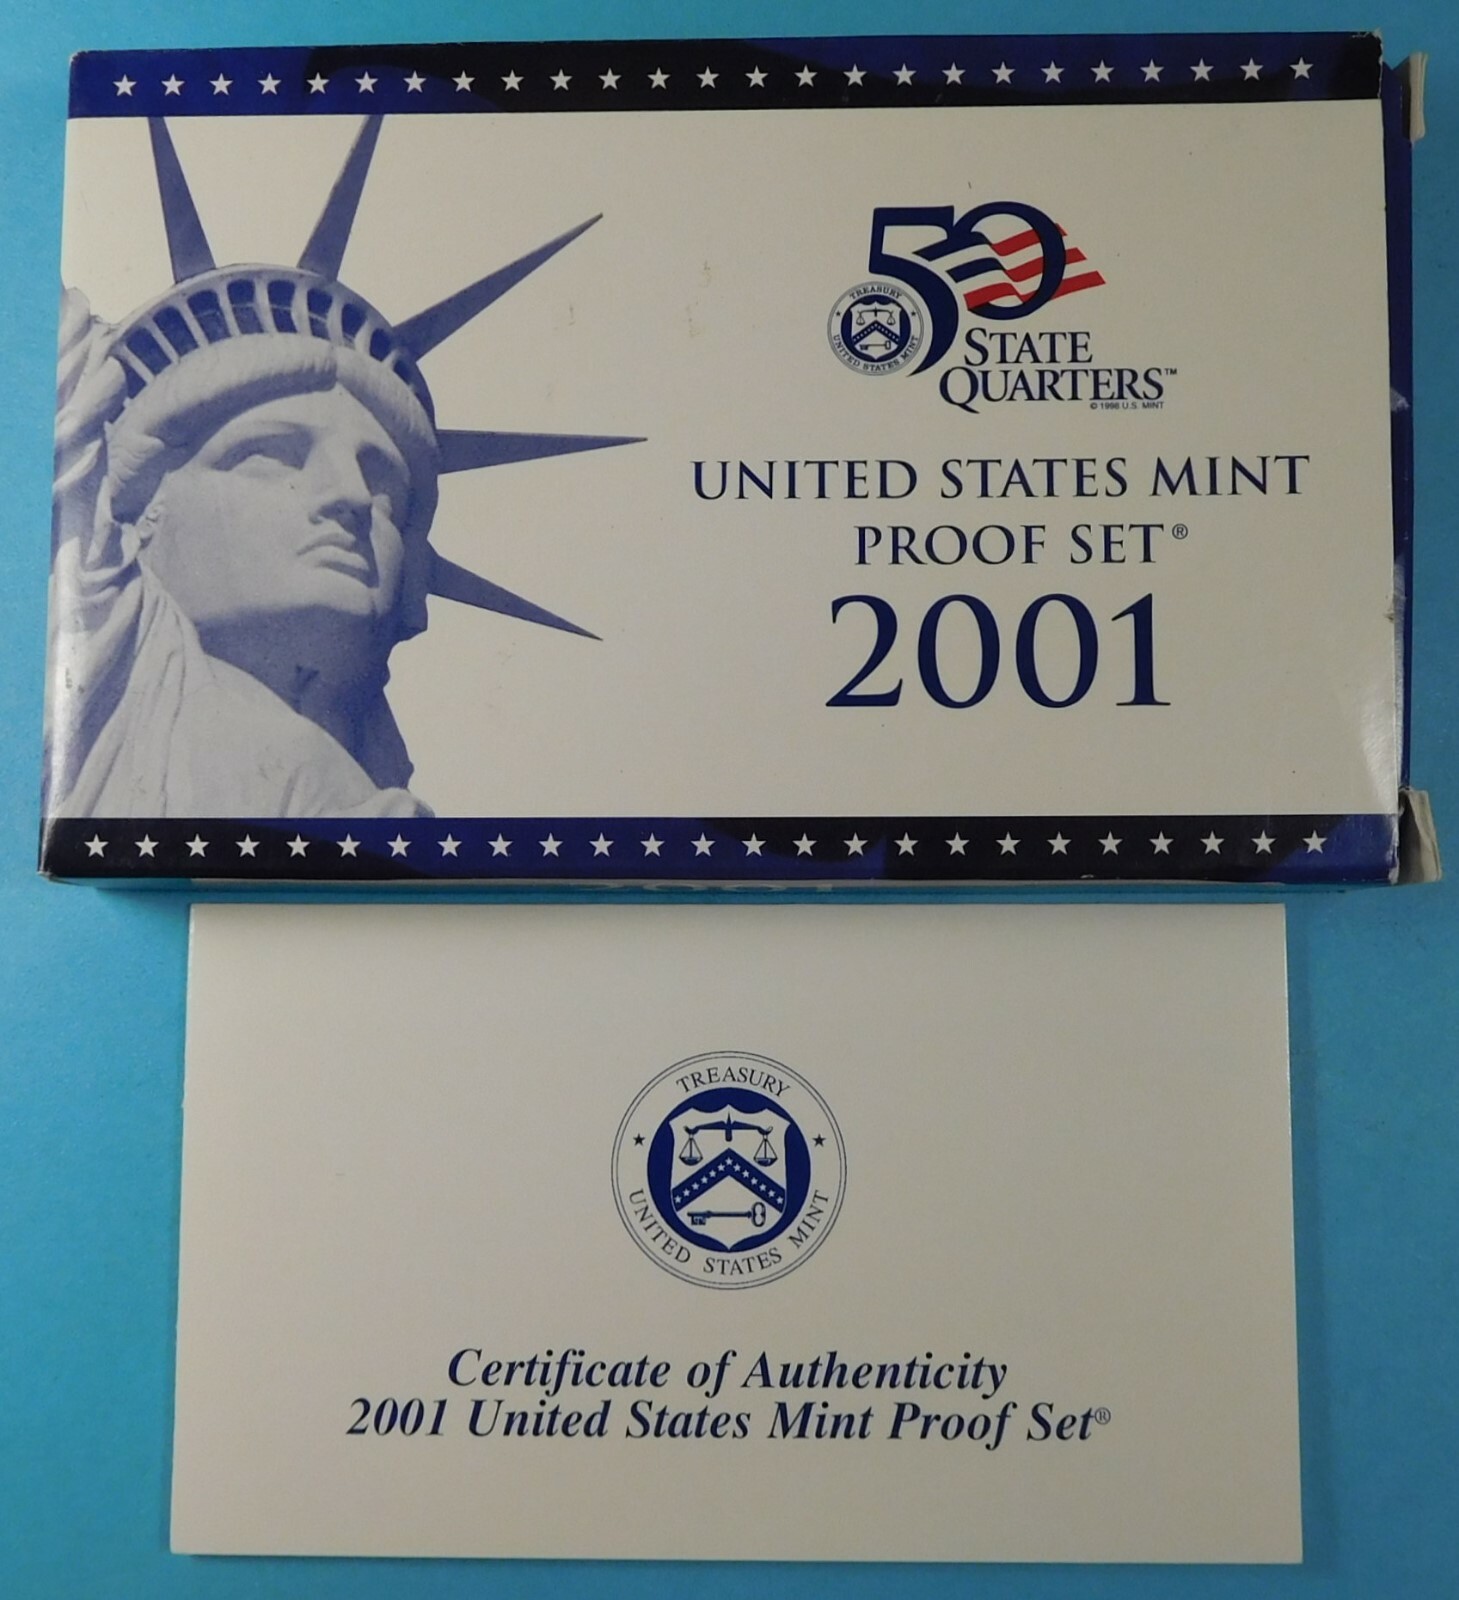 50
TREASURY
UNITED STATES MINT
STATE
QUARTERS™
© 1998 U.S. MINT
UNITED STATES MINT
PROOF SET®
2001
2001
TREASURY
UNITED STATES MINT
Certificate of Authenticity
2001 United States Mint Proof Set®